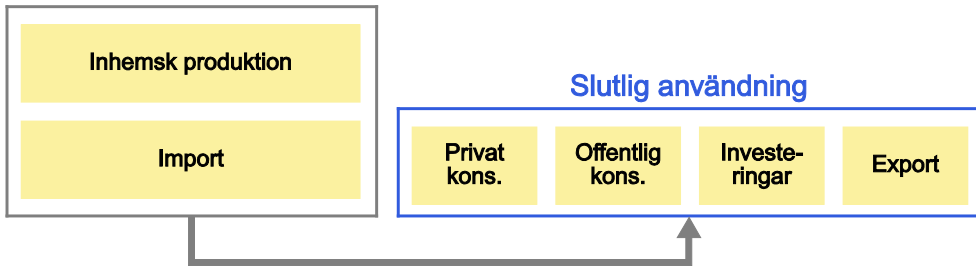 Inhemsk produktion
Import
Slutlig användning
Privat
kons.
Offentlig
kons.
Investe-
ringar
Export